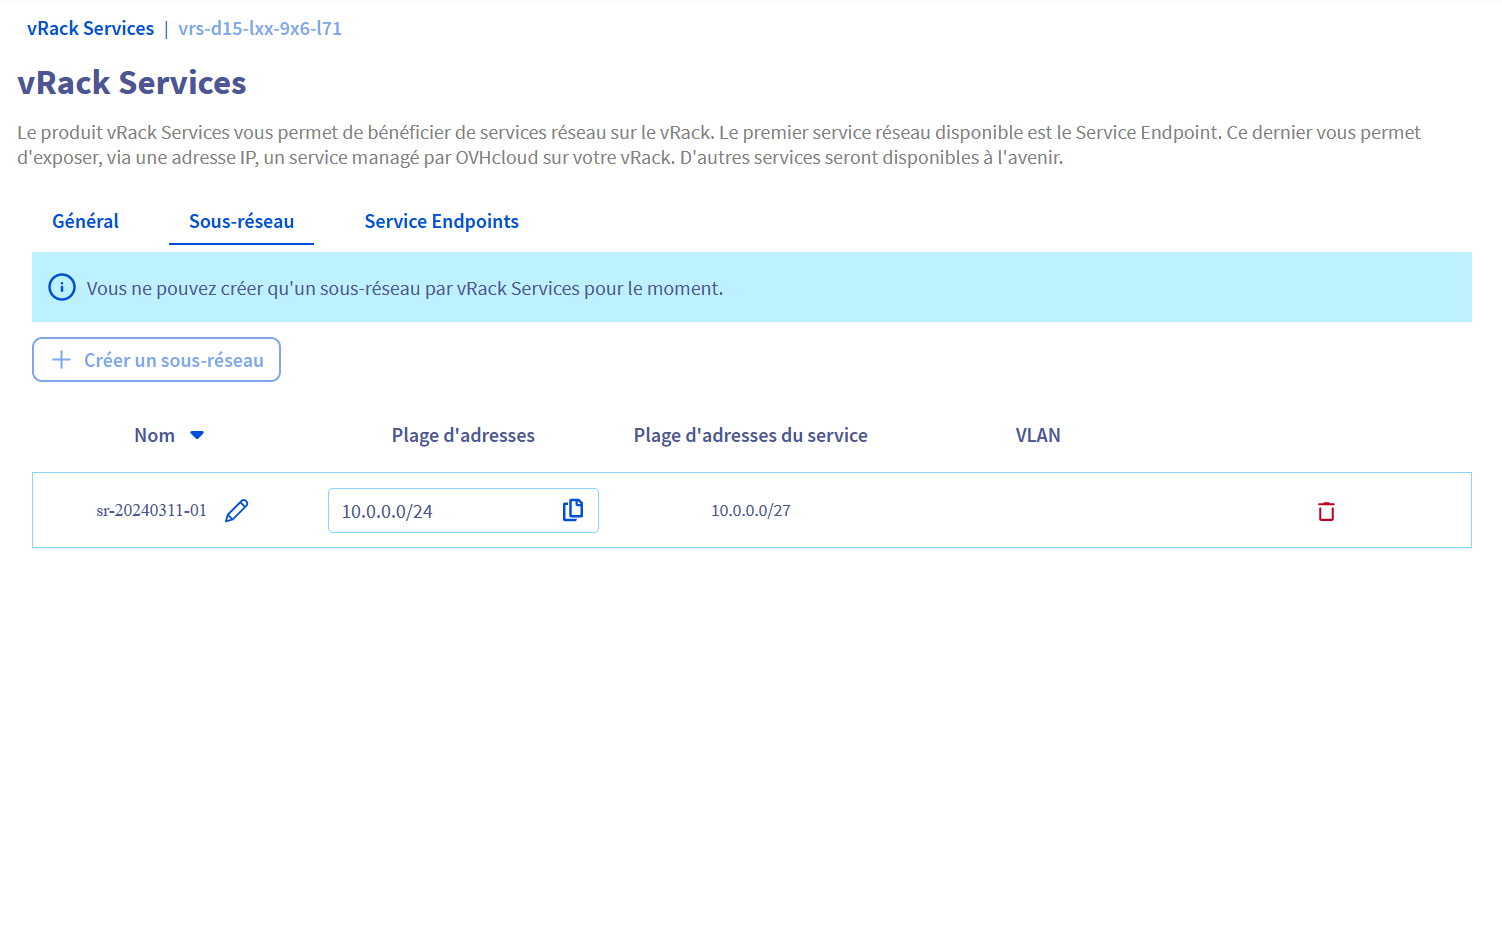 vRack Services | vrs-d15-lxx-9x6-l71
vRack Services
Le produit vRack Services vous permet de bénéficier de services réseau sur le vRack. Le premier service réseau disponible est le Service Endpoint. Ce dernier vous permet
d'exposer, via une adresse IP, un service managé par OVHcloud sur votre vRack. D'autres services seront disponibles à l'avenir.
Général Sous-réseau Service Endpoints
Vous ne pouvez créer qu'un sous-réseau par vRack Services pour le moment.
Créer un sous-réseau
Nom Plage d'adresses Plage d'adresses du service VLAN
sr-20240311-01 10.0.0.0/24 10.0.0.0/27